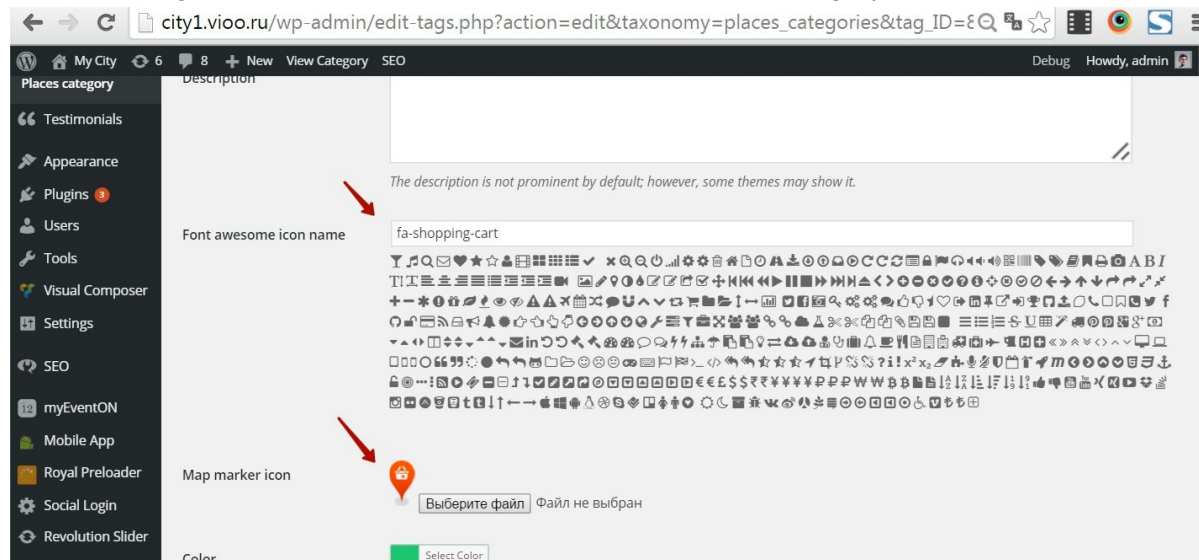 city1.vioo.ru/wp-admin/edit-tags.php?action=edit&taxonomy=places_categories&tag_ID=8
My City 6 8 + New View Category SEO Debug Howdy, admin
Places category
Description
Testimonials
Appearance
The description is not prominent by default; however, some themes may show it.
Plugins 3
Users
Font awesome icon name fa-shopping-cart
Tools
Visual Composer
Settings
SEO
12 myEventON
Mobile App
Royal Preloader
Map marker icon
Выберите файл Файл не выбран
Social Login
Revolution Slider
Color Select Color